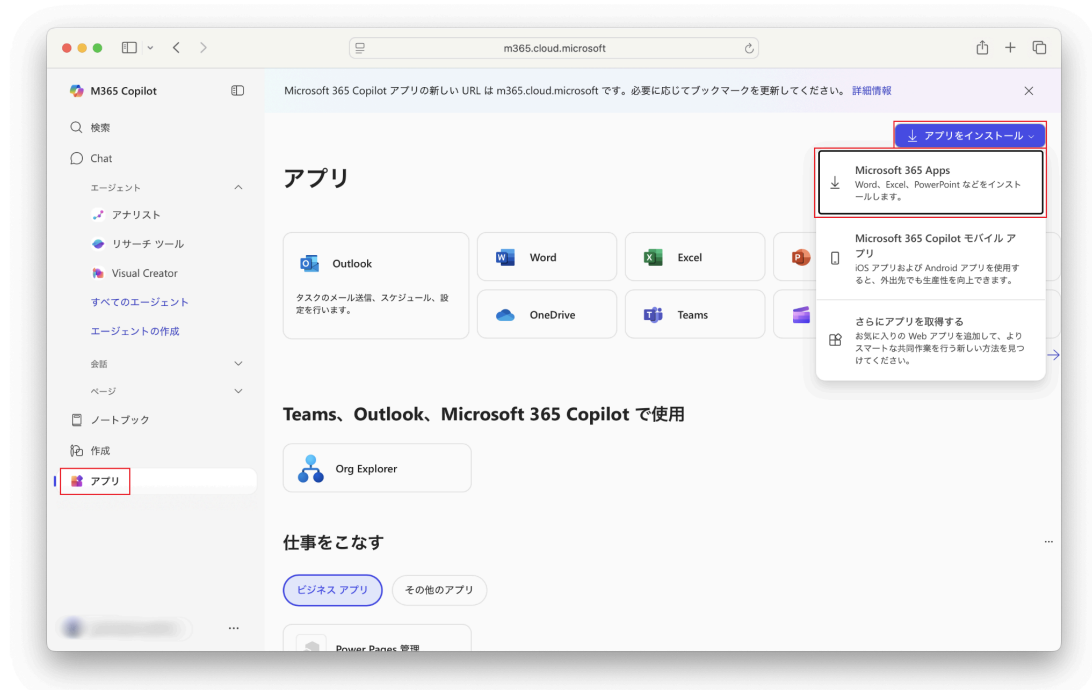 m365.cloud.microsoft
M365 Copilot
検索
Chat
エージェント
アナリスト
リサーチ ツール
Visual Creator
すべてのエージェント
エージェントの作成
会話
ページ
ノートブック
作成
アプリ
Microsoft 365 Copilot アプリの新しい URL は m365.cloud.microsoft です。必要に応じてブックマークを更新してください。 詳細情報
アプリをインストール
Microsoft 365 Apps
Word、Excel、PowerPoint などをインスト
ールします。
Microsoft 365 Copilot モバイル ア
プリ
iOS アプリおよび Android アプリを使用す
ると、外出先でも生産性を向上できます。
さらにアプリを取得する
お気に入りの Web アプリを追加して、より
スマートな共同作業を行う新しい方法を見つ
けてください。
アプリ
Outlook
タスクのメール送信、スケジュール、設
定を行います。
Word
Excel
OneDrive
Teams
Teams、Outlook、Microsoft 365 Copilot で使用
Org Explorer
仕事をこなす
ビジネス アプリ
その他のアプリ
Power Pages 管理